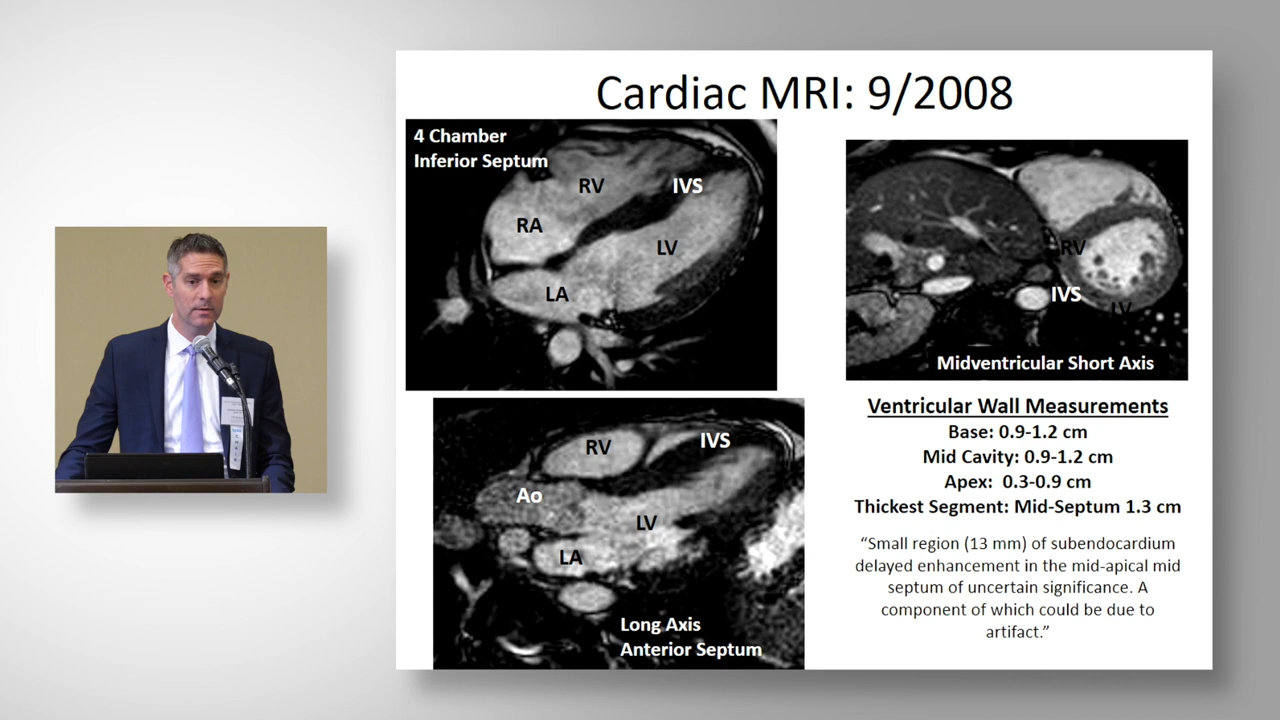 Cardiac MRI: 9/2008
4 Chamber
Inferior Septum
RV
IVS
RA
LV
LA
RV
IVS
LV
Midventricular Short Axis
RV
IVS
Ao
LV
LA
Long Axis
Anterior Septum
Ventricular Wall Measurements
Base: 0.9-1.2 cm
Mid Cavity: 0.9-1.2 cm
Apex: 0.3-0.9 cm
Thickest Segment: Mid-Septum 1.3 cm
“Small region (13 mm) of subendocardium
delayed enhancement in the mid-apical mid
septum of uncertain significance. A
component of which could be due to
artifact.”